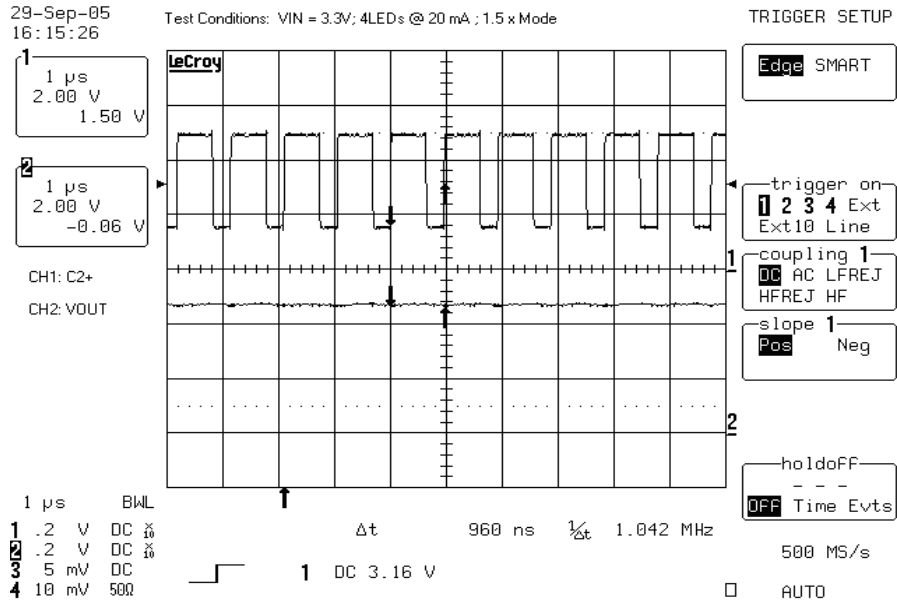 29-Sep-05
16:15:26
Test Conditions: VIN = 3.3V; 4LEDs @ 20 mA ; 1.5 x Mode
TRIGGER SETUP
1
1 µs
2.00 V
1.50 V
2
1 µs
2.00 V
-0.06 V
CH1: C2+
CH2: VOUT
LeCroy
1
2
Edge SMART
trigger on
1 2 3 4 Ext
Ext10 Line
coupling 1
DC AC LFREJ
HFREJ HF
slope 1
Pos Neg
holdoff
- - -
OFF Time Evts
1 µs BWL
1 .2 V DC X10
2 .2 V DC X10
3 5 mV DC
4 10 mV 50Ω
Δt 960 ns 1/Δt 1.042 MHz
1 DC 3.16 V
500 MS/s
AUTO